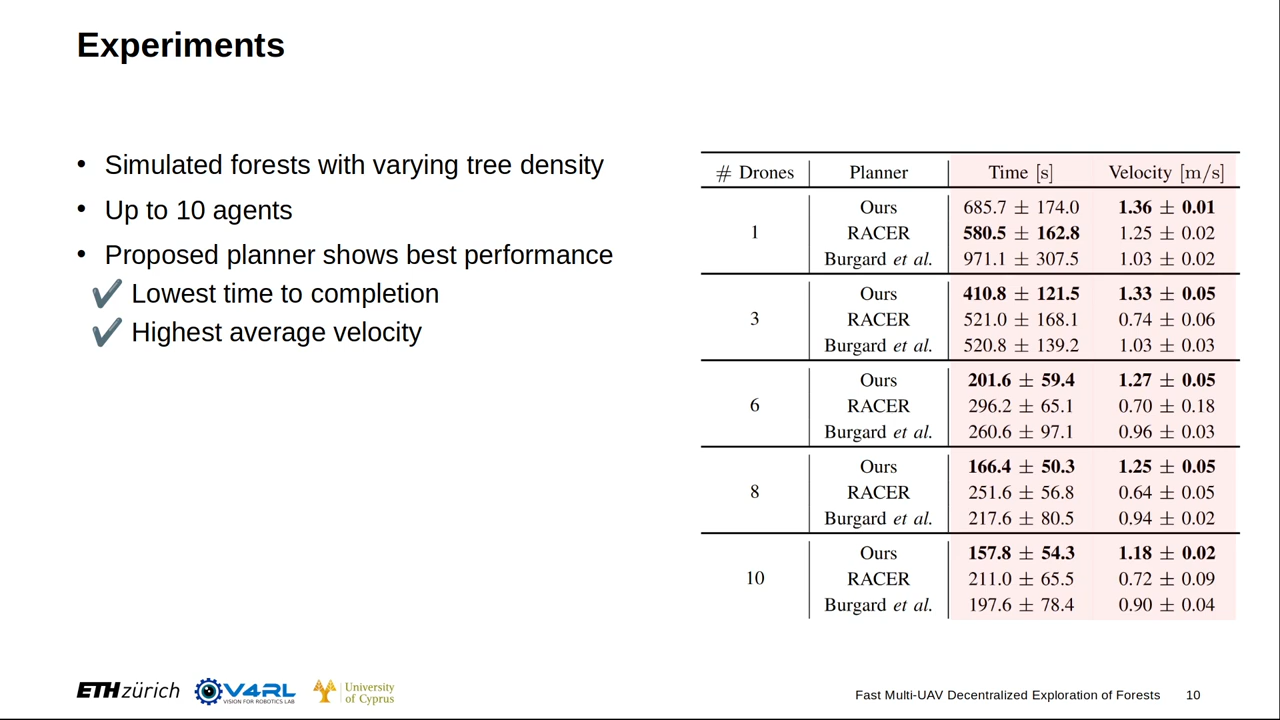 Experiments
• Simulated forests with varying tree density
• Up to 10 agents
• Proposed planner shows best performance
✔ Lowest time to completion
✔ Highest average velocity
# Drones Planner Time [s] Velocity [m/s]
Ours 685.7 ± 174.0 1.36 ± 0.01
1 RACER 580.5 ± 162.8 1.25 ± 0.02
Burgard et al. 971.1 ± 307.5 1.03 ± 0.02
Ours 410.8 ± 121.5 1.33 ± 0.05
3 RACER 521.0 ± 168.1 0.74 ± 0.06
Burgard et al. 520.8 ± 139.2 1.03 ± 0.03
Ours 201.6 ± 59.4 1.27 ± 0.05
6 RACER 296.2 ± 65.1 0.70 ± 0.18
Burgard et al. 260.6 ± 97.1 0.96 ± 0.03
Ours 166.4 ± 50.3 1.25 ± 0.05
8 RACER 251.6 ± 56.8 0.64 ± 0.05
Burgard et al. 217.6 ± 80.5 0.94 ± 0.02
Ours 157.8 ± 54.3 1.18 ± 0.02
10 RACER 211.0 ± 65.5 0.72 ± 0.09
Burgard et al. 197.6 ± 78.4 0.90 ± 0.04
ETH zürich
V4RL
VISION FOR ROBOTICS LAB
University
of Cyprus
Fast Multi-UAV Decentralized Exploration of Forests 10